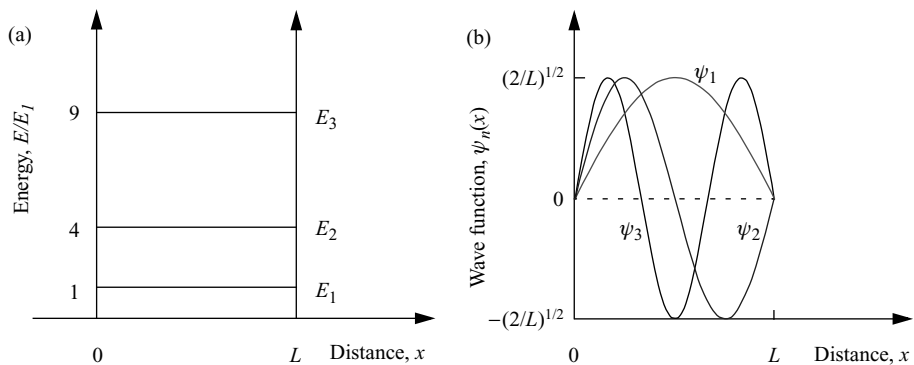 (a)
Energy, E/E₁
9
4
1
E₃
E₂
E₁
0
L
Distance, x
(b)
Wave function, ψₙ(x)
(2/L)^1/2
0
−(2/L)^1/2
ψ₁
ψ₃
ψ₂
0
L
Distance, x